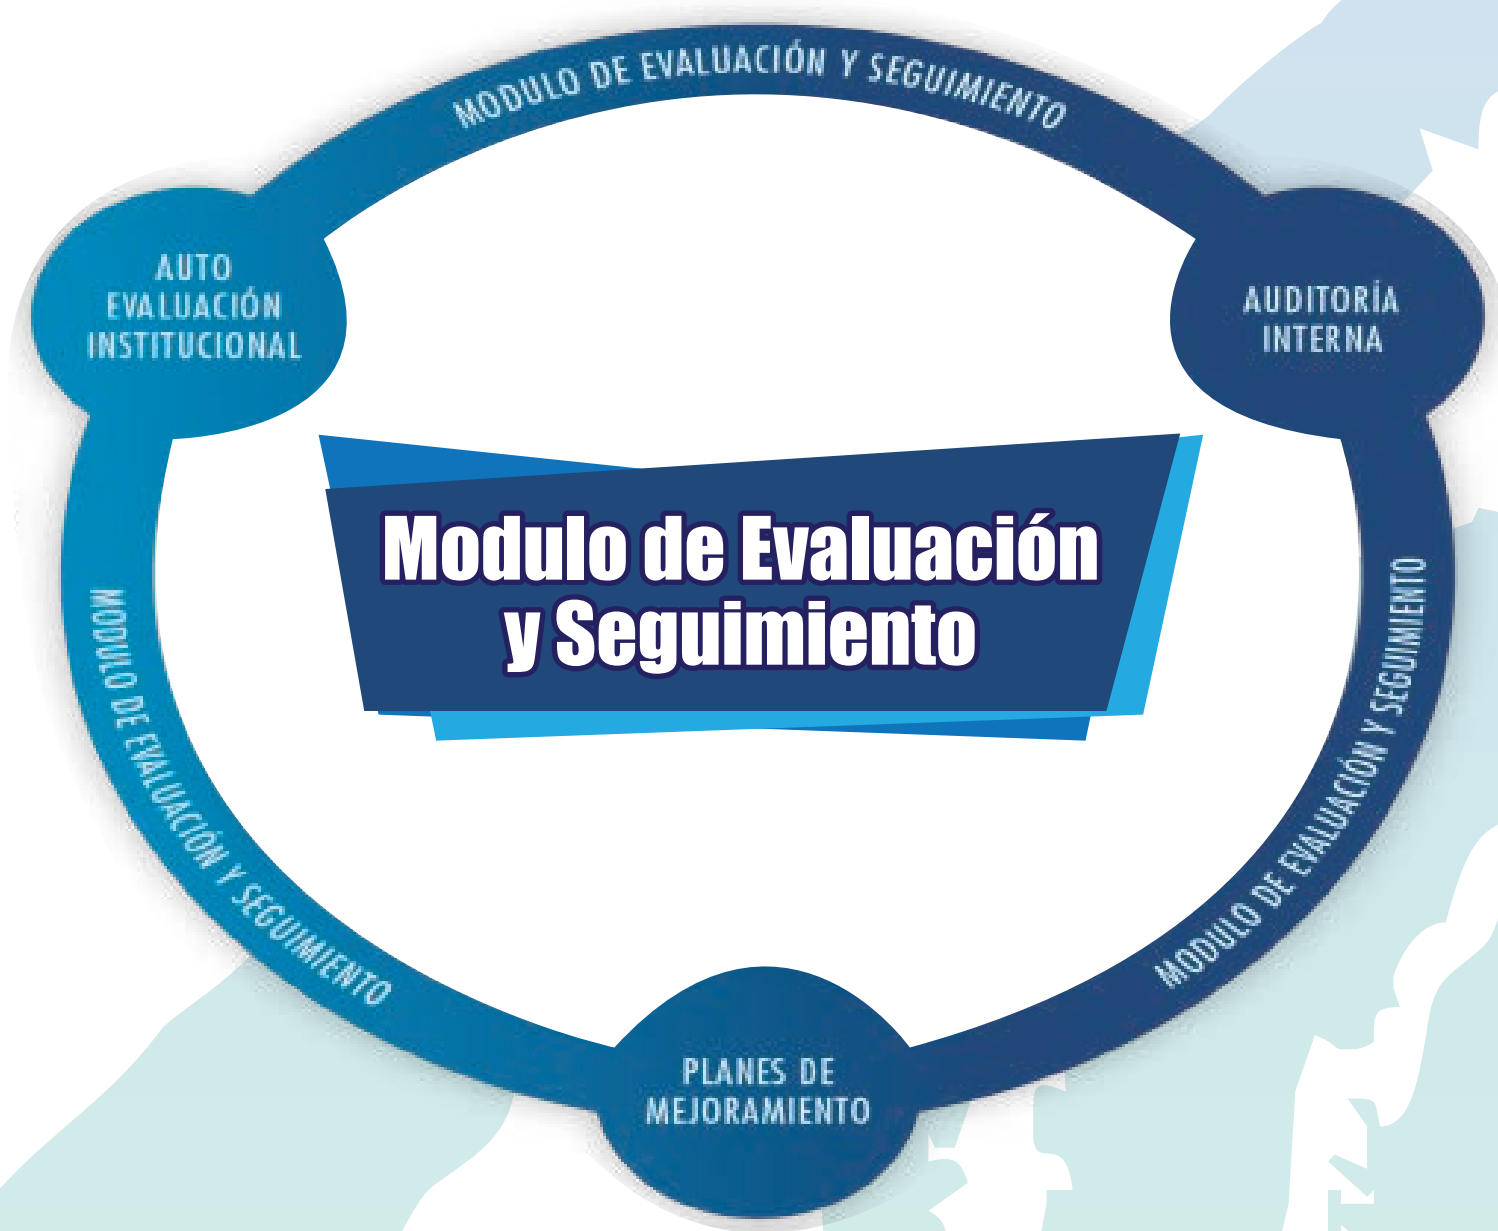 MODULO DE EVALUACIÓN Y SEGUIMIENTO
AUTO
EVALUACIÓN
INSTITUCIONAL
AUDITORÍA
INTERNA
Modulo de Evaluación
y Seguimiento
MODULO DE EVALUACIÓN Y SEGUIMIENTO
MODULO DE EVALUACIÓN Y SEGUIMIENTO
PLANES DE
MEJORAMIENTO